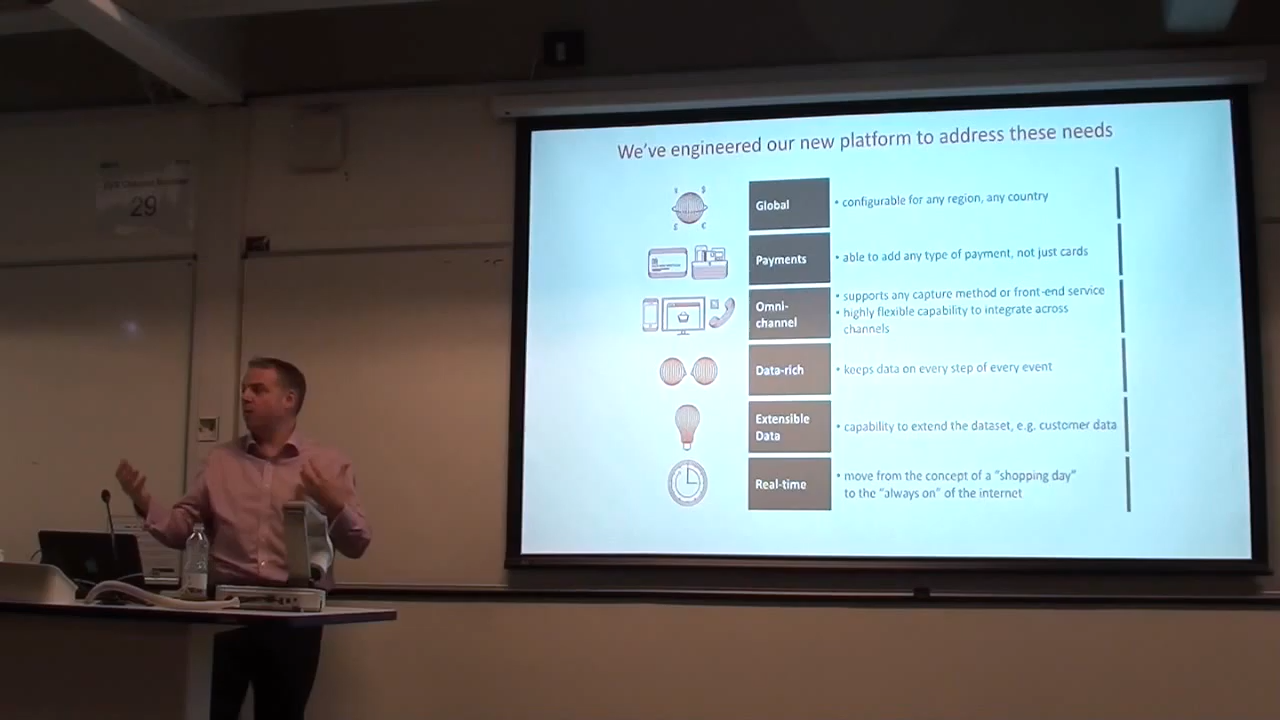 29
We've engineered our new platform to address these needs
Global
• configurable for any region, any country
Payments
• able to add any type of payment, not just cards
Omni-
channel
• supports any capture method or front-end service
• highly flexible capability to integrate across
channels
Data-rich
• keeps data on every step of every event
Extensible
Data
• capability to extend the dataset, e.g. customer data
Real-time
• move from the concept of a "shopping day"
to the "always on" of the internet